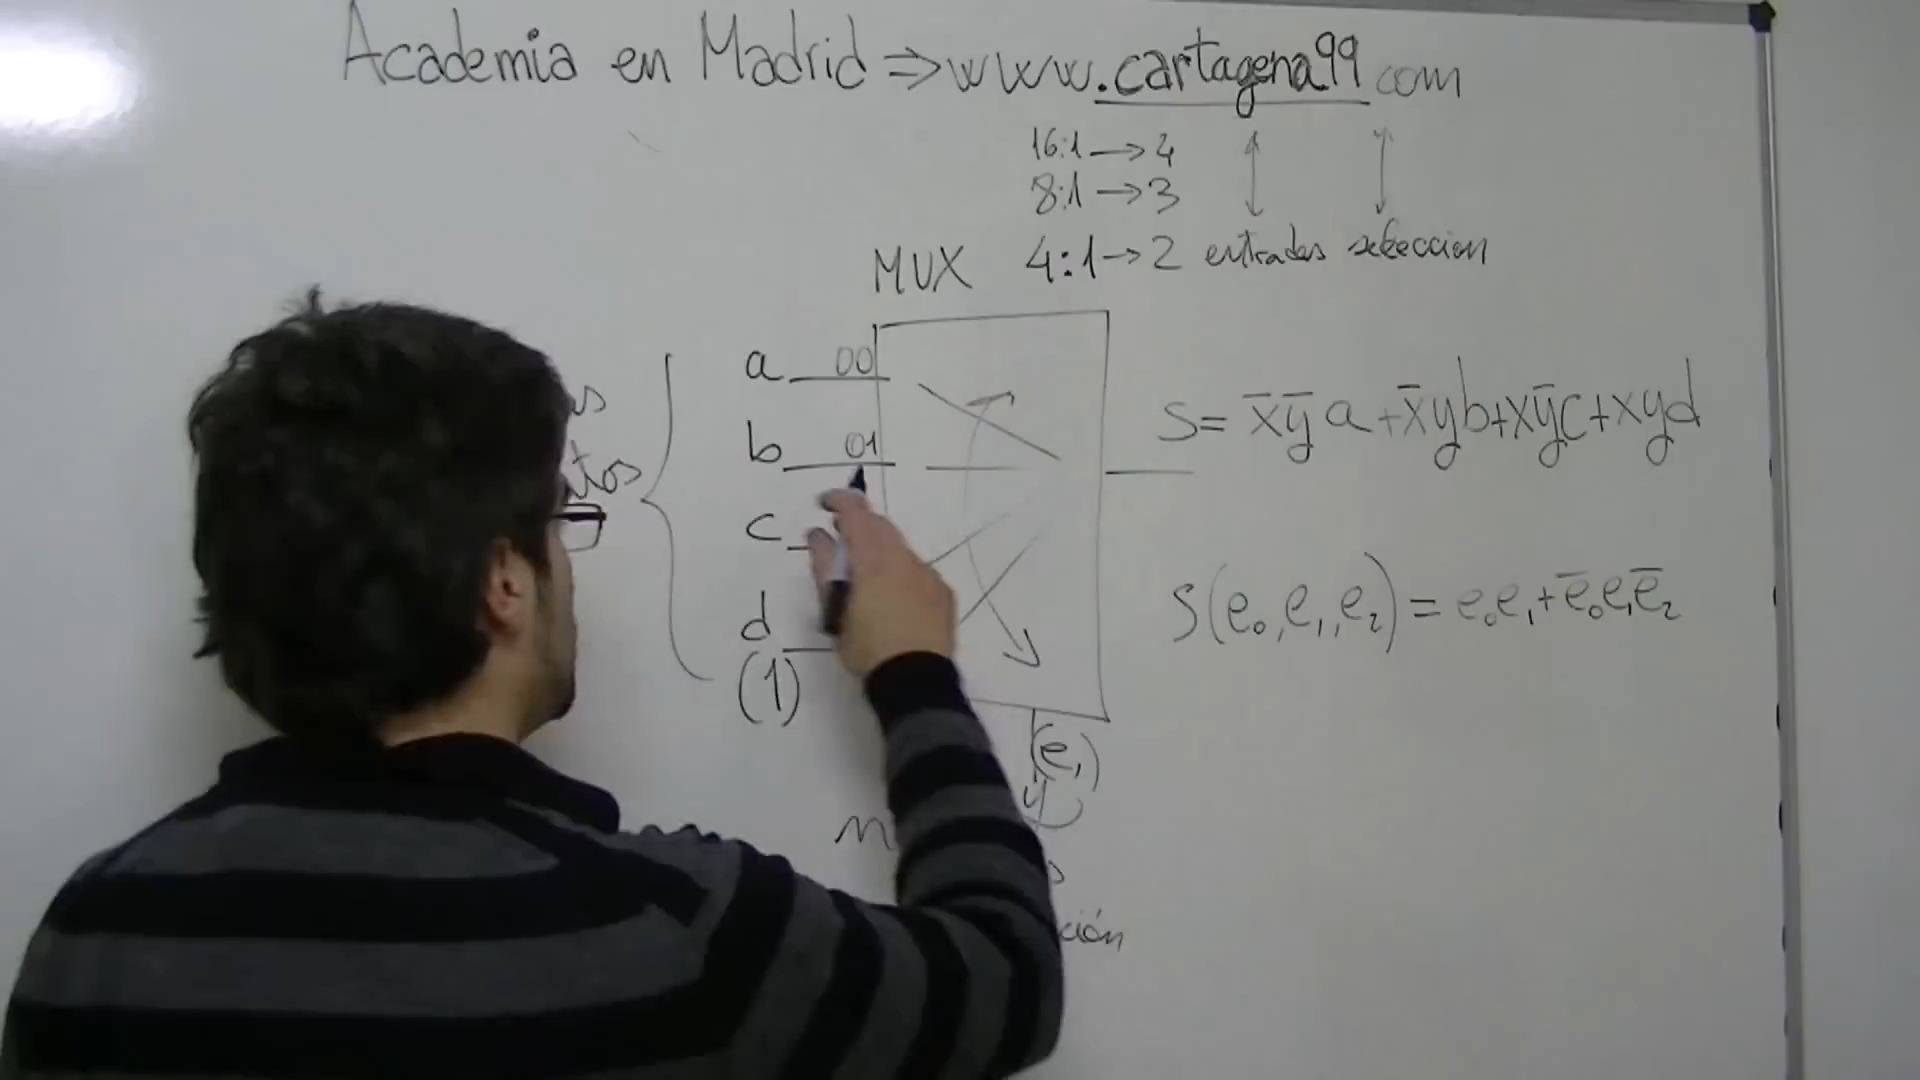 Academia en Madrid ⇒ www.cartagena99.com
16:1 → 4
8:1 → 3
MUX 4:1 → 2 entradas seleccion
a 00
b 01
c
d
(1)
S = x̄ȳa + x̄yb + xȳc + xyd
S(e₀, e₁, e₂) = e₀e₁ + ē₀e₁ē₂
(e₁)
y